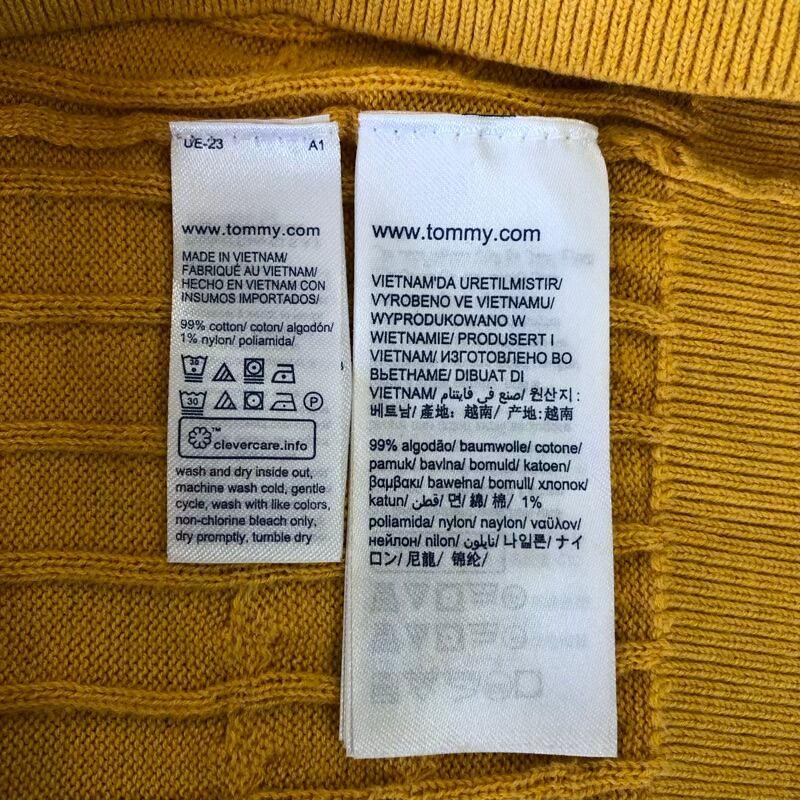 UE-23 A1
www.tommy.com
MADE IN VIETNAM/
FABRIQUÉ AU VIETNAM/
HECHO EN VIETNAM CON
INSUMOS IMPORTADOS/
99% cotton/ coton/ algodón/
1% nylon/ poliamida/
30
30 P
clevercare.info
wash and dry inside out,
machine wash cold, gentle
cycle, wash with like colors,
non-chlorine bleach only,
dry promptly, tumble dry
www.tommy.com
VIETNAM'DA URETILMISTIR/
VYROBENO VE VIETNAMU/
WYPRODUKOWANO W
WIETNAMIE/ PRODUSERT I
VIETNAM/ ИЗГОТОВЛЕНО ВО
ВЬЕТНАМЕ/ DIBUAT DI
VIETNAM/ صنع في فايتنام/ 원산지 :
베트남/ 產地: 越南/ 产地:越南
99% algodão/ baumwolle/ cotone/
pamuk/ bavlna/ bomuld/ katoen/
βαμβακι/ bawełna/ bomull/ хлопок/
katun/ قطن/ 면/ 綿/ 棉/ 1%
poliamida/ nylon/ naylon/ ναϋλον/
нейлон/ nilon/ نايلون/ 나일론/ ナイ
ロン/ 尼龍/ 锦纶/